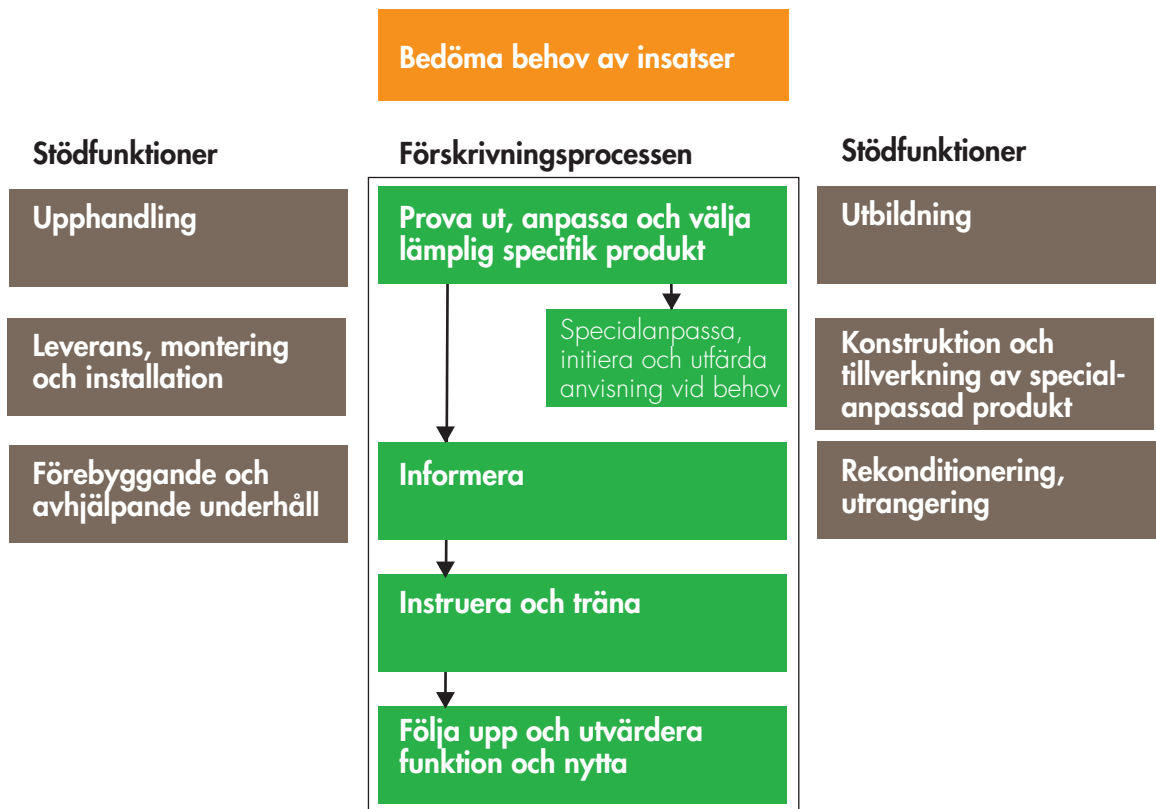 Bedöma behov av insatser
Stödfunktioner
Upphandling
Leverans, montering
och installation
Förebyggande och
avhjälpande underhåll
Förskrivningsprocessen
Prova ut, anpassa och välja
lämplig specifik produkt
Specialanpassa,
initiera och utfärda
anvisning vid behov
Informera
Instruera och träna
Följa upp och utvärdera
funktion och nytta
Stödfunktioner
Utbildning
Konstruktion och
tillverkning av special-
anpassad produkt
Rekonditionering,
utrangering